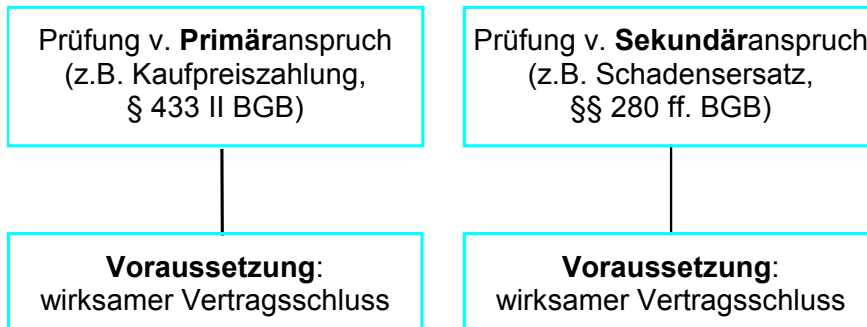 Prüfung v. Primäranspruch
(z.B. Kaufpreiszahlung,
§ 433 II BGB)
Prüfung v. Sekundäranspruch
(z.B. Schadensersatz,
§§ 280 ff. BGB)
Voraussetzung:
wirksamer Vertragsschluss
Voraussetzung:
wirksamer Vertragsschluss